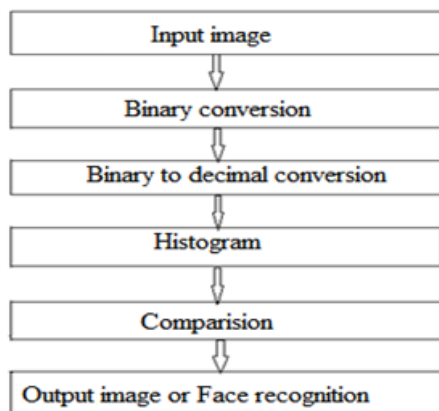 Input image
Binary conversion
Binary to decimal conversion
Histogram
Comparision
Output image or Face recognition